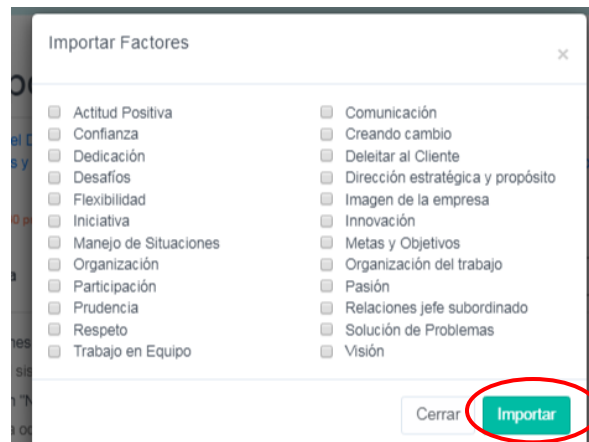 Importar Factores
×
Actitud Positiva
Confianza
Dedicación
Desafíos
Flexibilidad
Iniciativa
Manejo de Situaciones
Organización
Participación
Prudencia
Respeto
Trabajo en Equipo
Comunicación
Creando cambio
Deleitar al Cliente
Dirección estratégica y propósito
Imagen de la empresa
Innovación
Metas y Objetivos
Organización del trabajo
Pasión
Relaciones jefe subordinado
Solución de Problemas
Visión
Cerrar
Importar